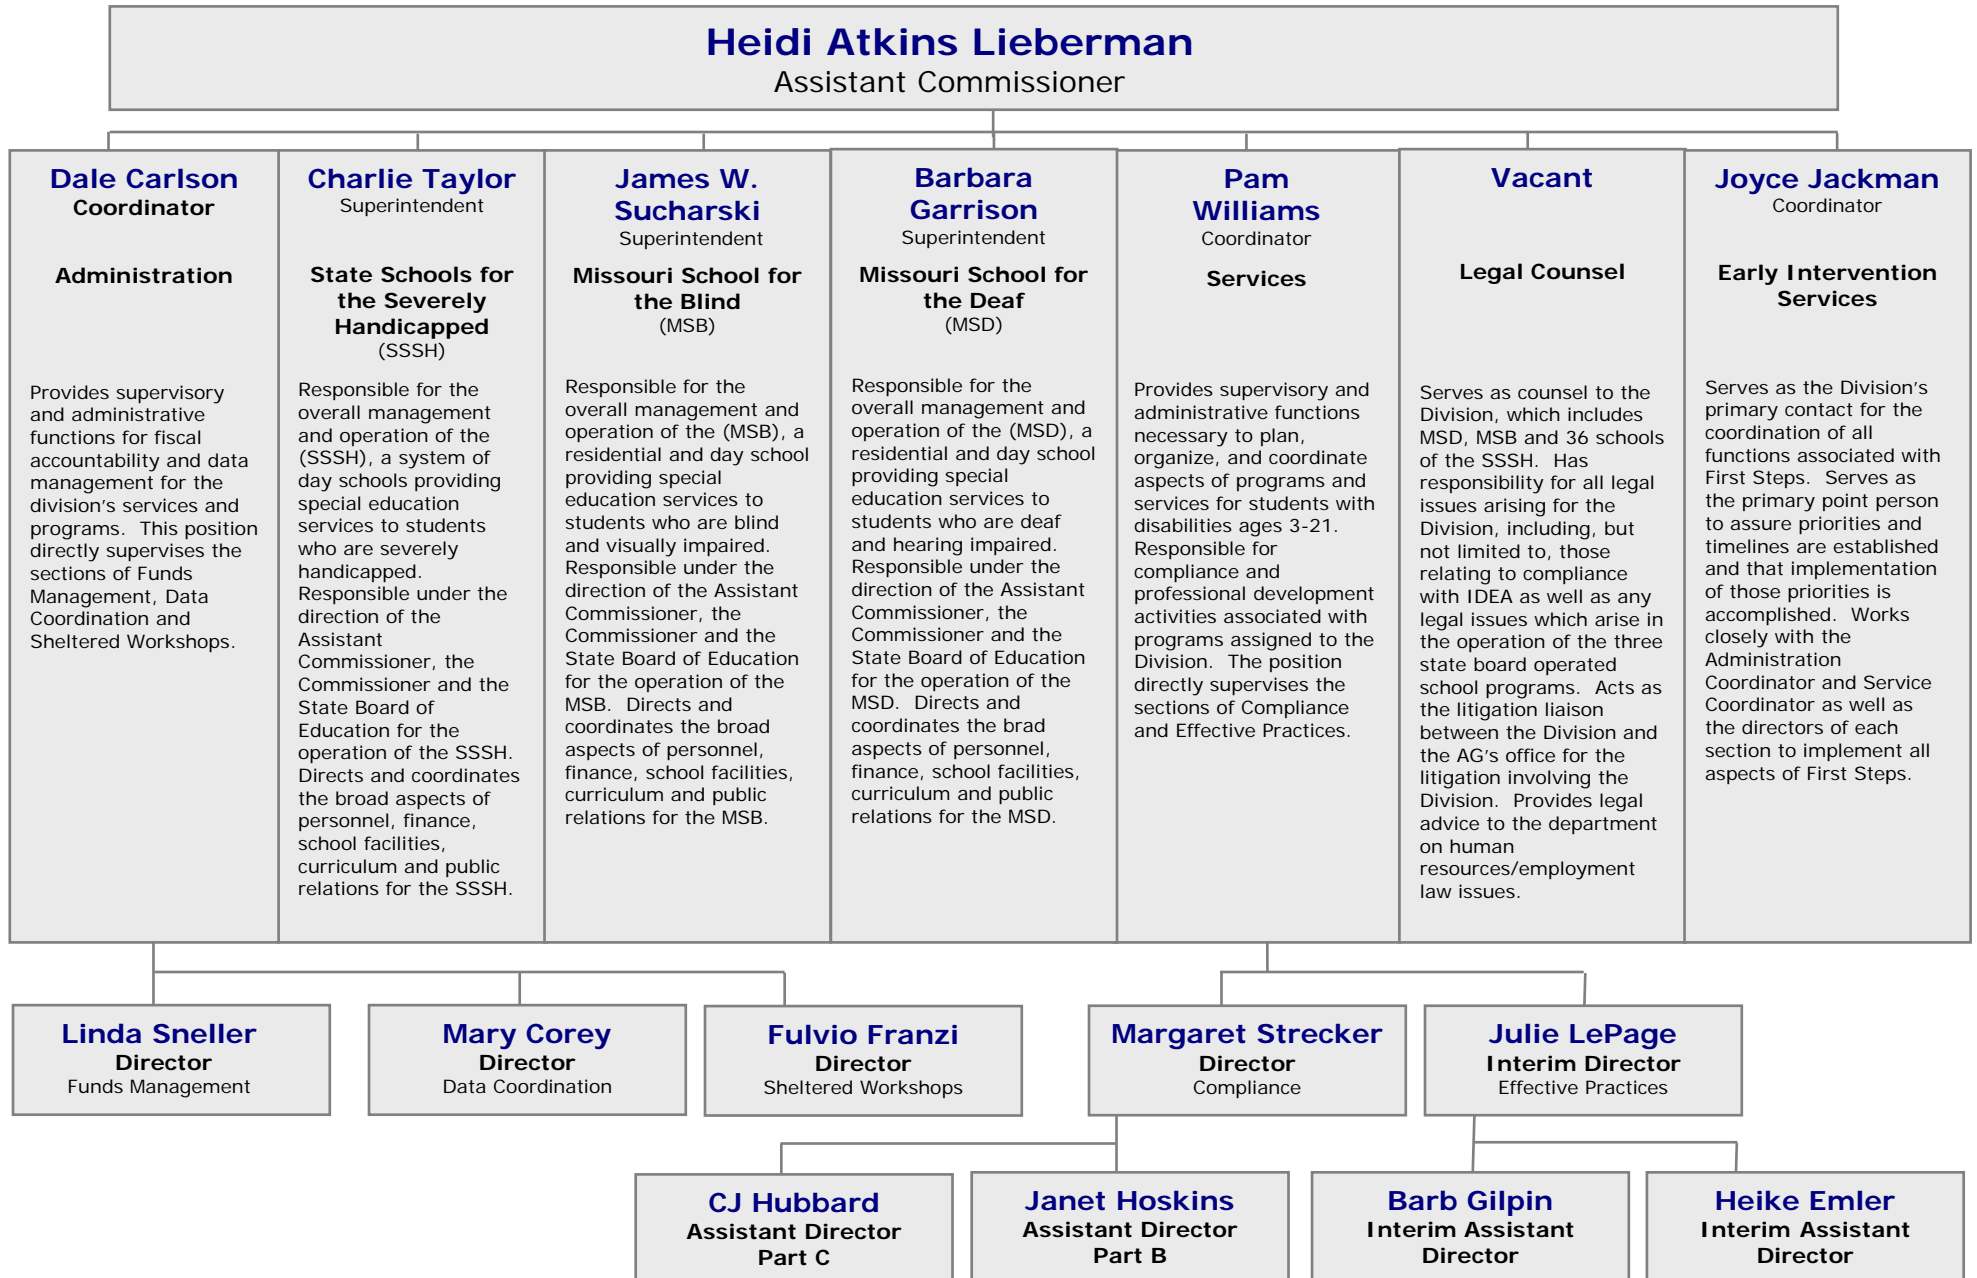 Heidi Atkins Lieberman
Assistant Commissioner
Dale Carlson
Coordinator
Administration
Provides supervisory
and administrative
functions for fiscal
accountability and data
management for the
division's services and
programs. This position
directly supervises the
sections of Funds
Management, Data
Coordination and
Sheltered Workshops.
Charlie Taylor
Superintendent
State Schools for
the Severely
Handicapped
(SSSH)
Responsible for the
overall management
and operation of the
(SSSH), a system of
day schools providing
special education
services to students
who are severely
handicapped.
Responsible under the
direction of the
Assistant
Commissioner, the
Commissioner and the
State Board of
Education for the
operation of the SSSH.
Directs and coordinates
the broad aspects of
personnel, finance,
school facilities,
curriculum and public
relations for the SSSH.
James W.
Sucharski
Superintendent
Missouri School for
the Blind
(MSB)
Responsible for the
overall management and
operation of the (MSB), a
residential and day school
providing special
education services to
students who are blind
and visually impaired.
Responsible under the
direction of the Assistant
Commissioner, the
Commissioner and the
State Board of Education
for the operation of the
MSB. Directs and
coordinates the broad
aspects of personnel,
finance, school facilities,
curriculum and public
relations for the MSB.
Barbara
Garrison
Superintendent
Missouri School for
the Deaf
(MSD)
Responsible for the
overall management and
operation of the (MSD), a
residential and day school
providing special
education services to
students who are deaf
and hearing impaired.
Responsible under the
direction of the Assistant
Commissioner, the
Commissioner and the
State Board of Education
for the operation of the
MSD. Directs and
coordinates the brad
aspects of personnel,
finance, school facilities,
curriculum and public
relations for the MSD.
Pam
Williams
Coordinator
Services
Provides supervisory and
administrative functions
necessary to plan,
organize, and coordinate
aspects of programs and
services for students with
disabilities ages 3-21.
Responsible for
compliance and
professional development
activities associated with
programs assigned to the
Division. The position
directly supervises the
sections of Compliance
and Effective Practices.
Vacant
Legal Counsel
Serves as counsel to the
Division, which includes
MSD, MSB and 36 schools
of the SSSH. Has
responsibility for all legal
issues arising for the
Division, including, but
not limited to, those
relating to compliance
with IDEA as well as any
legal issues which arise in
the operation of the three
state board operated
school programs. Acts as
the litigation liaison
between the Division and
the AG's office for the
litigation involving the
Division. Provides legal
advice to the department
on human
resources/employment
law issues.
Joyce Jackman
Coordinator
Early Intervention
Services
Serves as the Division's
primary contact for the
coordination of all
functions associated with
First Steps. Serves as
the primary point person
to assure priorities and
timelines are established
and that implementation
of those priorities is
accomplished. Works
closely with the
Administration
Coordinator and Service
Coordinator as well as
the directors of each
section to implement all
aspects of First Steps.
Linda Sneller
Director
Funds Management
Mary Corey
Director
Data Coordination
Fulvio Franzi
Director
Sheltered Workshops
Margaret Strecker
Director
Compliance
Julie LePage
Interim Director
Effective Practices
CJ Hubbard
Assistant Director
Part C
Janet Hoskins
Assistant Director
Part B
Barb Gilpin
Interim Assistant
Director
Heike Emler
Interim Assistant
Director